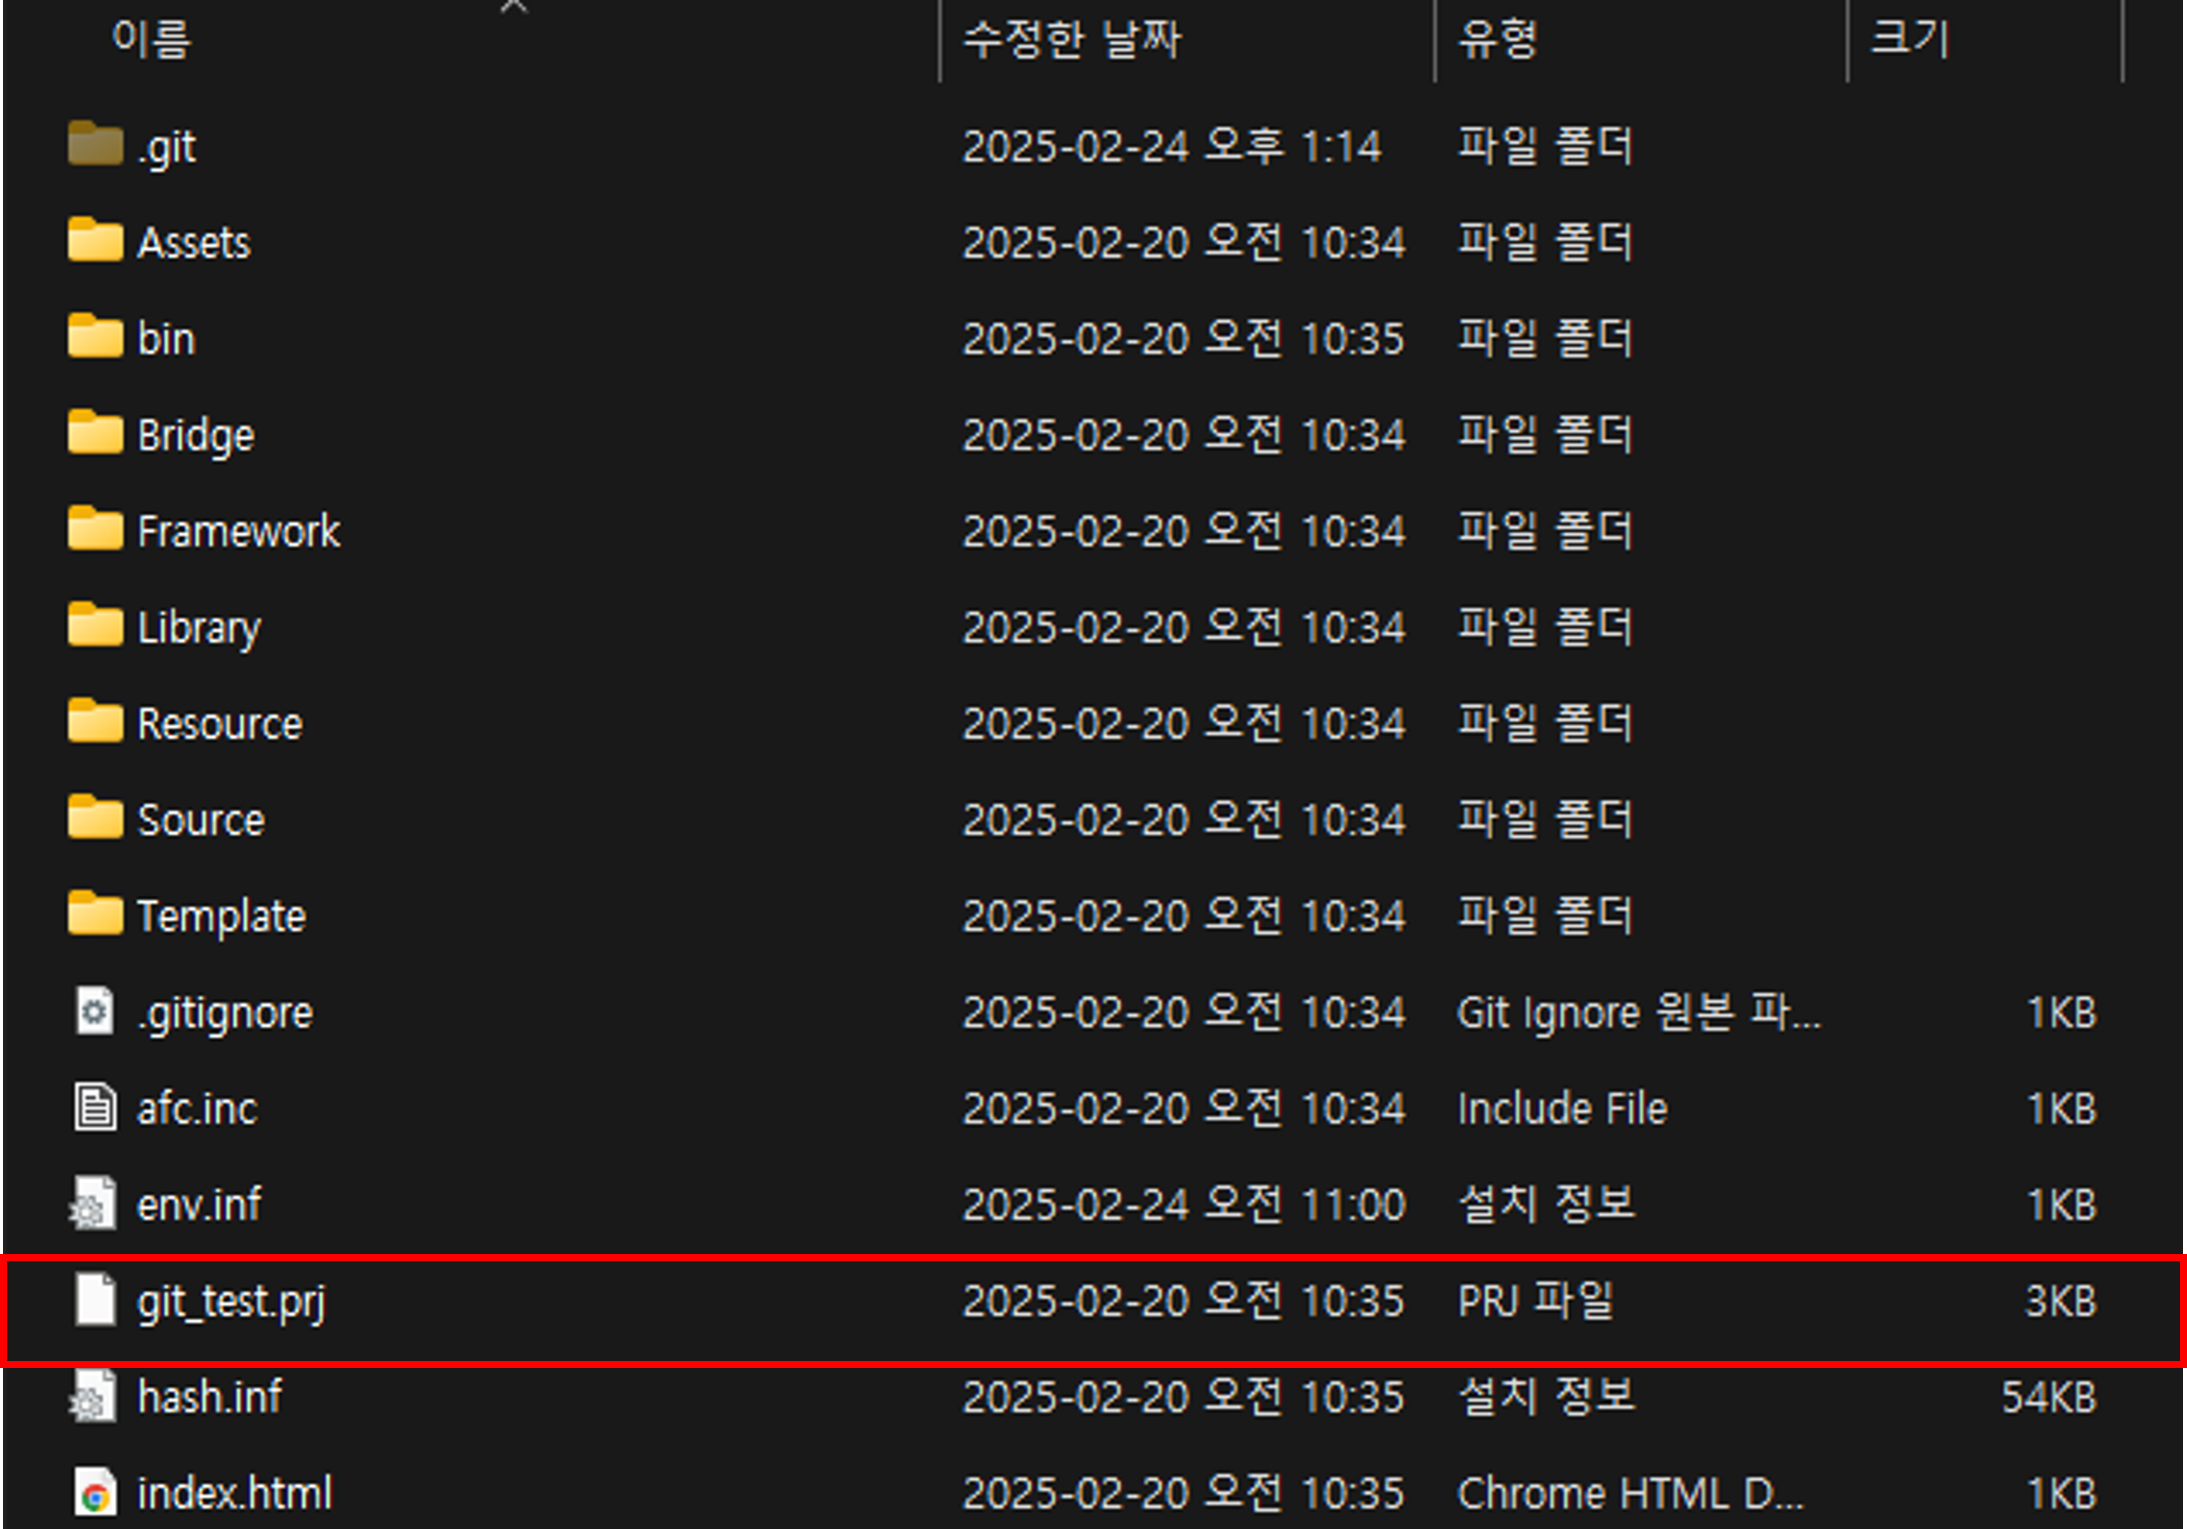 이름 수정한 날짜 유형 크기
.git 2025-02-24 오후 1:14 파일 폴더
Assets 2025-02-20 오전 10:34 파일 폴더
bin 2025-02-20 오전 10:35 파일 폴더
Bridge 2025-02-20 오전 10:34 파일 폴더
Framework 2025-02-20 오전 10:34 파일 폴더
Library 2025-02-20 오전 10:34 파일 폴더
Resource 2025-02-20 오전 10:34 파일 폴더
Source 2025-02-20 오전 10:34 파일 폴더
Template 2025-02-20 오전 10:34 파일 폴더
.gitignore 2025-02-20 오전 10:34 Git Ignore 원본 파... 1KB
afc.inc 2025-02-20 오전 10:34 Include File 1KB
env.inf 2025-02-24 오전 11:00 설치 정보 1KB
git_test.prj 2025-02-20 오전 10:35 PRJ 파일 3KB
hash.inf 2025-02-20 오전 10:35 설치 정보 54KB
index.html 2025-02-20 오전 10:35 Chrome HTML D... 1KB